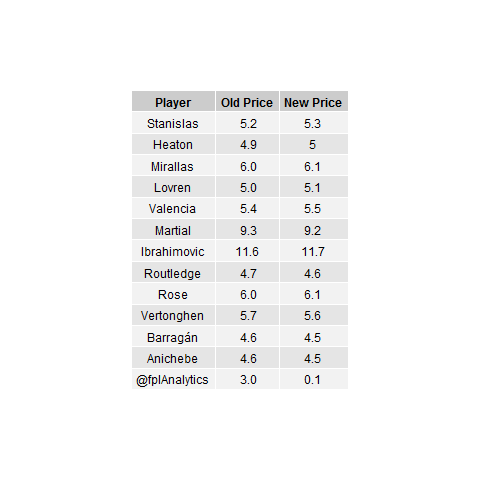 Player Old Price New Price
Stanislas 5.2 5.3
Heaton 4.9 5
Mirallas 6.0 6.1
Lovren 5.0 5.1
Valencia 5.4 5.5
Martial 9.3 9.2
Ibrahimovic 11.6 11.7
Routledge 4.7 4.6
Rose 6.0 6.1
Vertonghen 5.7 5.6
Barragán 4.6 4.5
Anichebe 4.6 4.5
@fplAnalytics 3.0 0.1